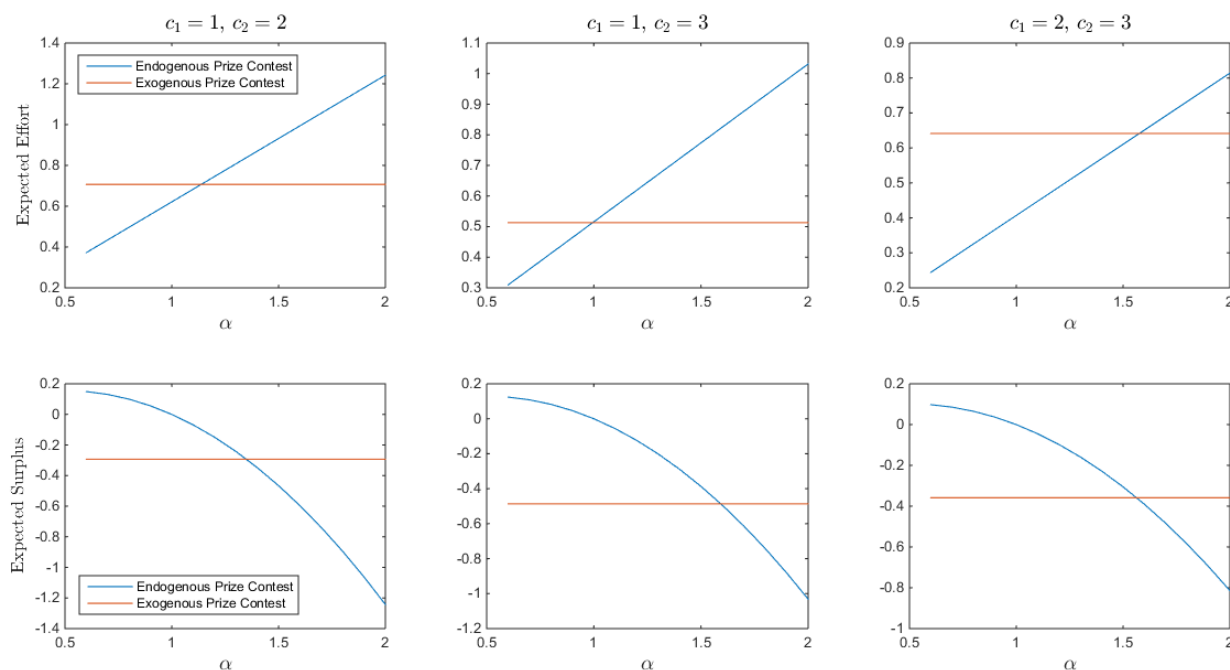 c₁ = 1, c₂ = 2
1.4
1.2
1
0.8
0.6
0.4
0.2
Expected Effort
Endogenous Prize Contest
Exogenous Prize Contest
0.5 1 1.5 2
α
c₁ = 1, c₂ = 3
1.1
1
0.9
0.8
0.7
0.6
0.5
0.4
0.3
0.5 1 1.5 2
α
c₁ = 2, c₂ = 3
0.9
0.8
0.7
0.6
0.5
0.4
0.3
0.2
0.5 1 1.5 2
α
0.2
0
-0.2
-0.4
-0.6
-0.8
-1
-1.2
-1.4
Expected Surplus
Endogenous Prize Contest
Exogenous Prize Contest
0.5 1 1.5 2
α
0.2
0
-0.2
-0.4
-0.6
-0.8
-1
-1.2
0.5 1 1.5 2
α
0.2
0
-0.2
-0.4
-0.6
-0.8
-1
0.5 1 1.5 2
α